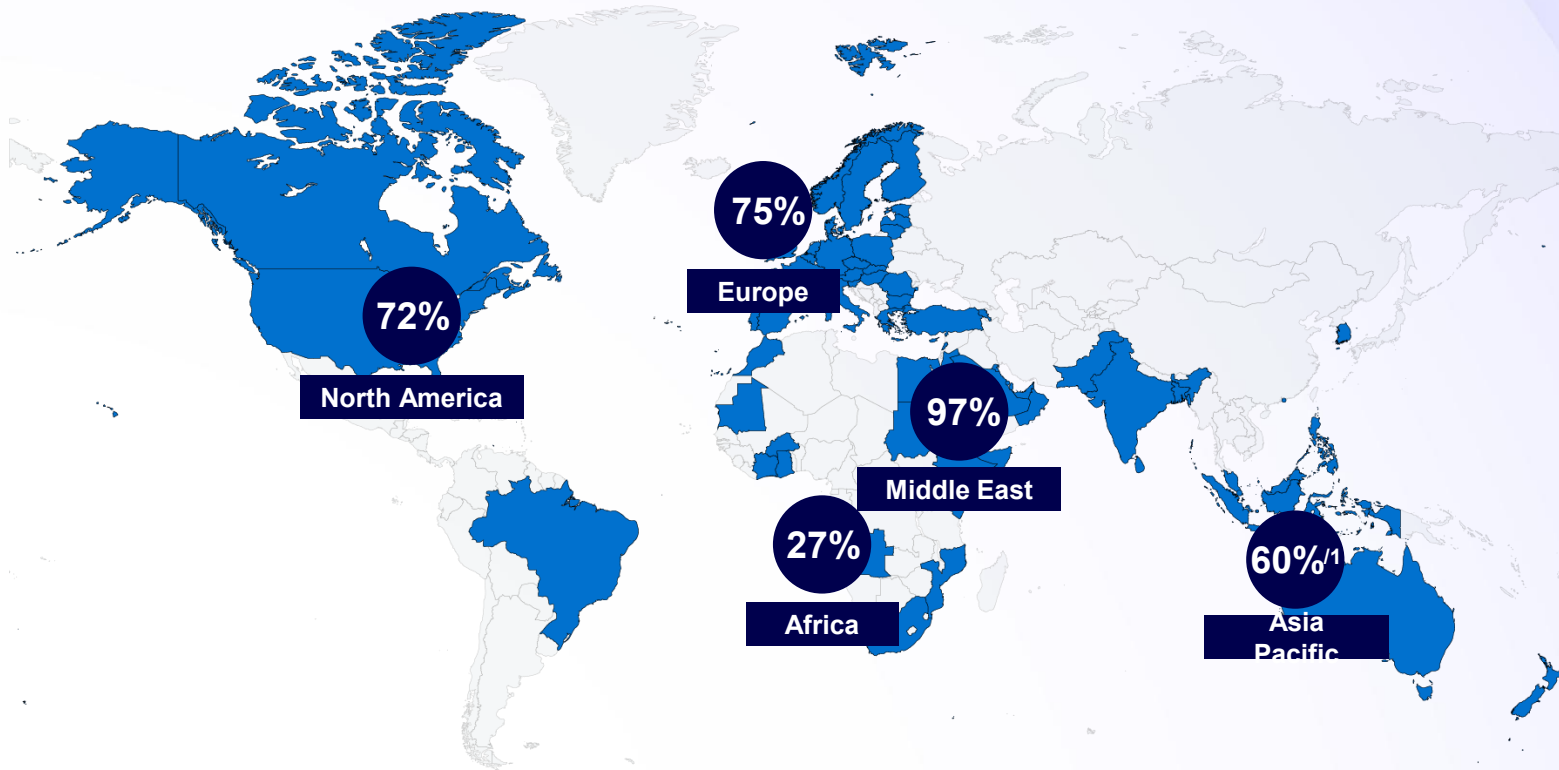 75%
Europe
72%
North America
97%
Middle East
27%
Africa
60%/1
Asia
Pacific